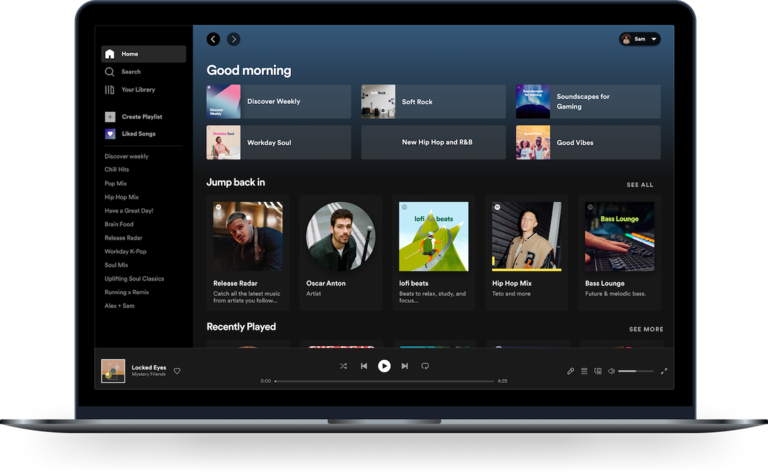 Home
Search
Your Library
Create Playlist
Liked Songs
Discover weekly
Chill Hits
Pop Mix
Hip Hop Mix
Have a Great Day!
Brain Food
Release Radar
Workday K-Pop
Soul Mix
Uplifting Soul Classics
Running x Remix
Alex + Sam
Sam
Good morning
Discover Weekly
Soft Rock
Soundscapes for
Gaming
Workday Soul
New Hip Hop and R&B
Good Vibes
Jump back in
SEE ALL
lofi beats
Bass Lounge
Release Radar
Catch all the latest music
from artists you follow...
Oscar Anton
Artist
lofi beats
Beats to relax, study, and
focus...
Hip Hop Mix
Tato and more
Bass Lounge
Future & melodic bass.
Recently Played
SEE MORE
Locked Eyes
Mystery Friends
0:00
4:25